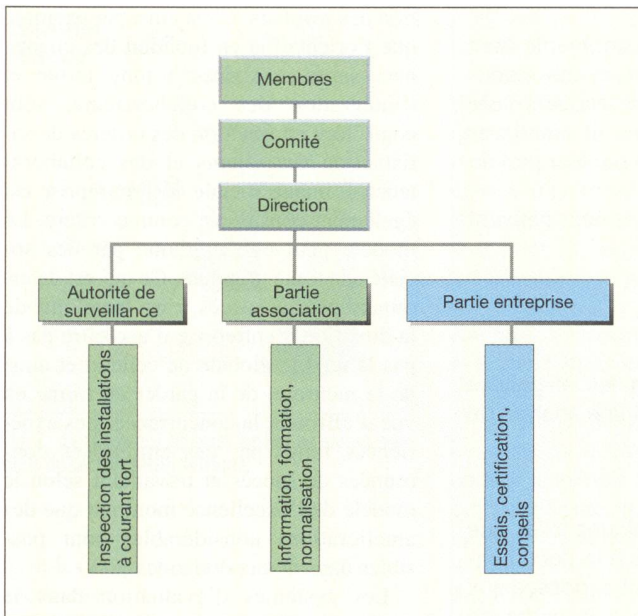 Membres
Comité
Direction
Autorité de
surveillance
Partie
association
Partie entreprise
Inspection des installations
à courant fort
Information, formation,
normalisation
Essais, certification,
conseils